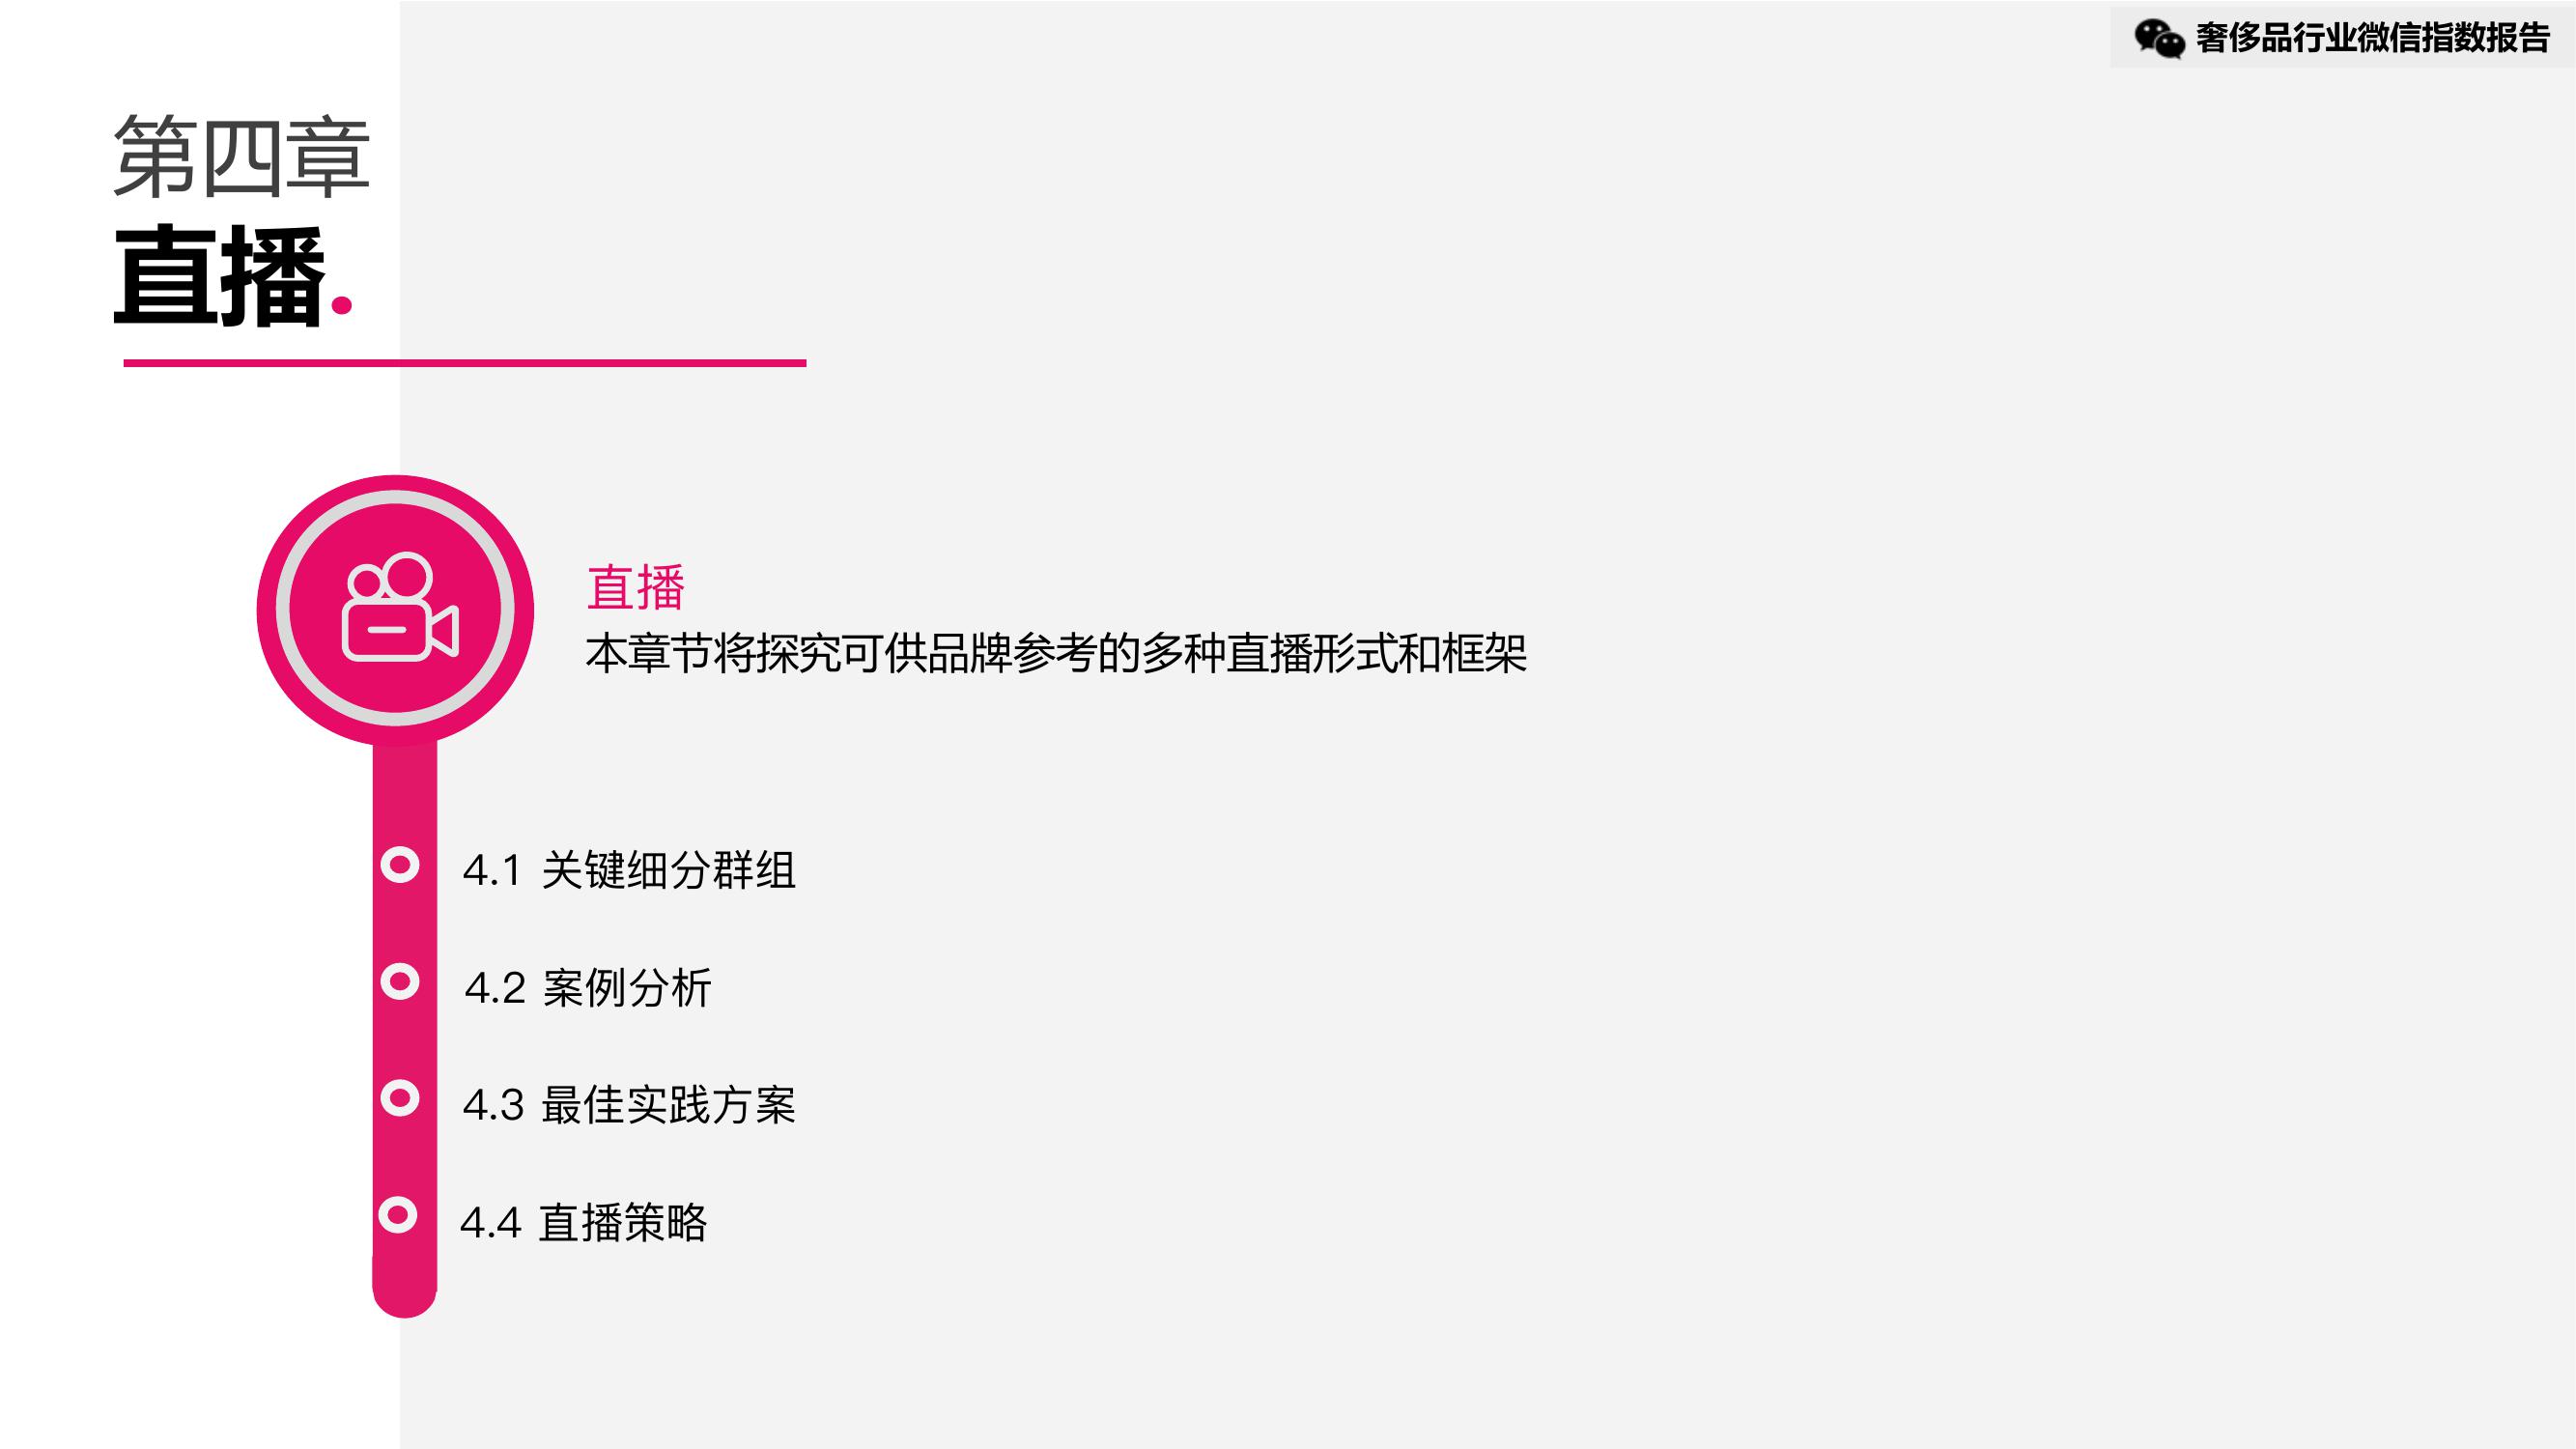 奢侈品行业微信指数报告
第四章
直播.
直播
本章节将探究可供品牌参考的多种直播形式和框架
4.1 关键细分群组
4.2 案例分析
4.3 最佳实践方案
4.4 直播策略